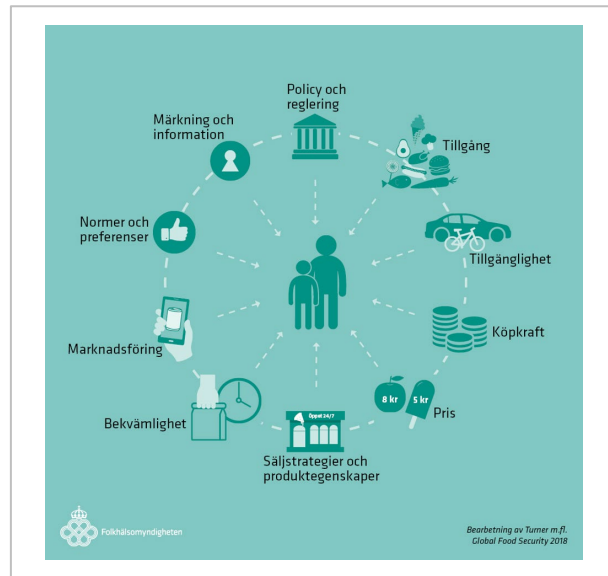 Policy och
reglering
Märkning och
information
Tillgång
Normer och
preferenser
Tillgänglighet
Marknadsföring
Köpkraft
8 kr
5 kr
Pris
Bekvämlighet
Öppet 24/7
Säljstrategier och
produktegenskaper
Folkhälsomyndigheten
Bearbetning av Turner m.fl.
Global Food Security 2018